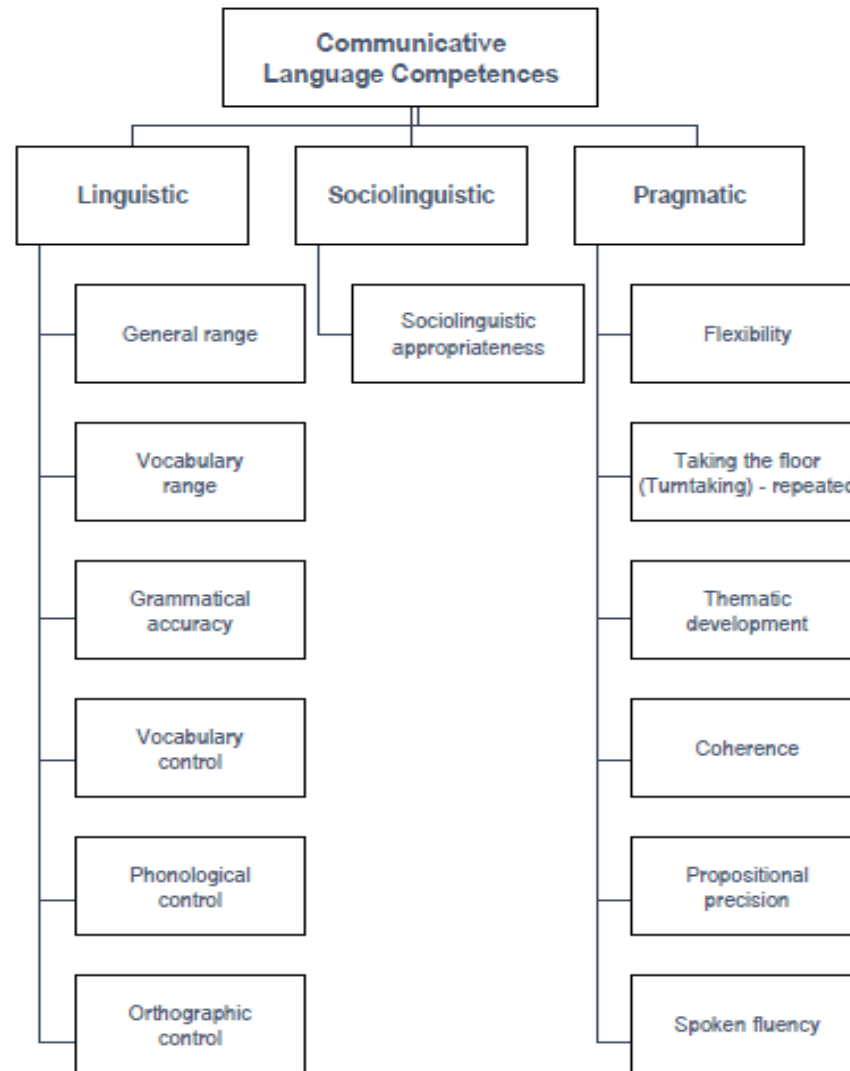 Communicative
Language Competences
Linguistic
Sociolinguistic
Pragmatic
General range
Sociolinguistic
appropriateness
Flexibility
Vocabulary
range
Taking the floor
(Turntaking) - repeated
Grammatical
accuracy
Thematic
development
Vocabulary
control
Coherence
Phonological
control
Propositional
precision
Orthographic
control
Spoken fluency